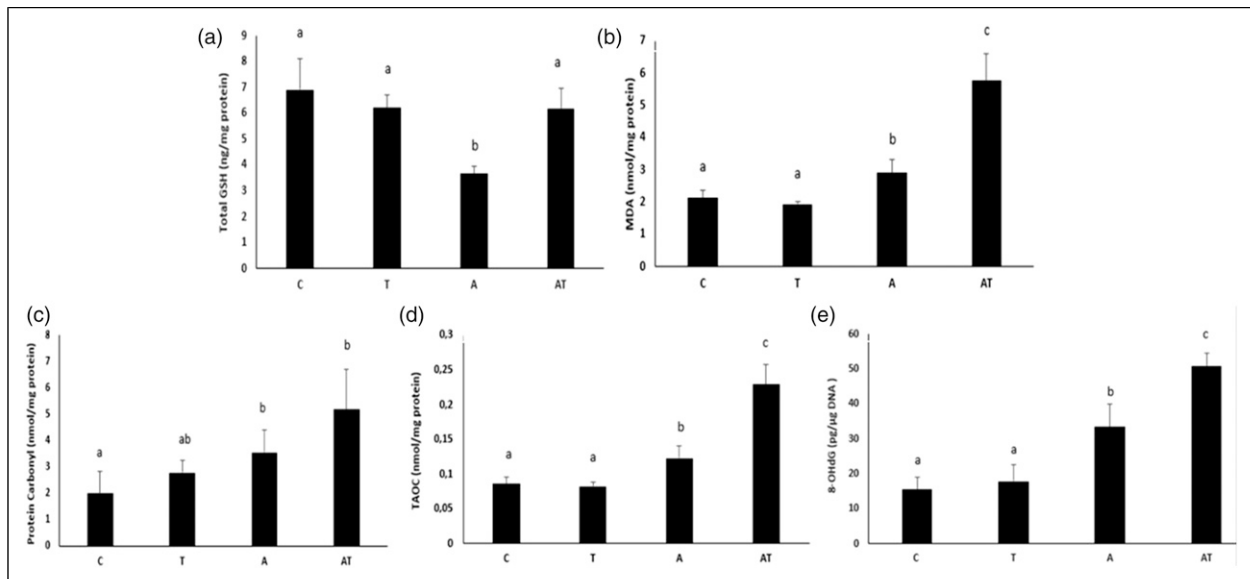 (a)
Total GSH (ng/mg protein)
9
8
7
6
5
4
3
2
1
0
a
a
b
a
C
T
A
AT
(b)
MDA (nmol/mg protein)
7
6
5
4
3
2
1
0
a
a
b
c
C
T
A
AT
(c)
Protein Carbonyl (nmol/mg protein)
8
7
6
5
4
3
2
1
0
a
ab
b
b
C
T
A
AT
(d)
TAOC (nmol/mg protein)
0,3
0,25
0,2
0,15
0,1
0,05
0
a
a
b
c
C
T
A
AT
(e)
8-OHdG (pg/µg DNA )
60
50
40
30
20
10
0
a
a
b
c
C
T
A
AT